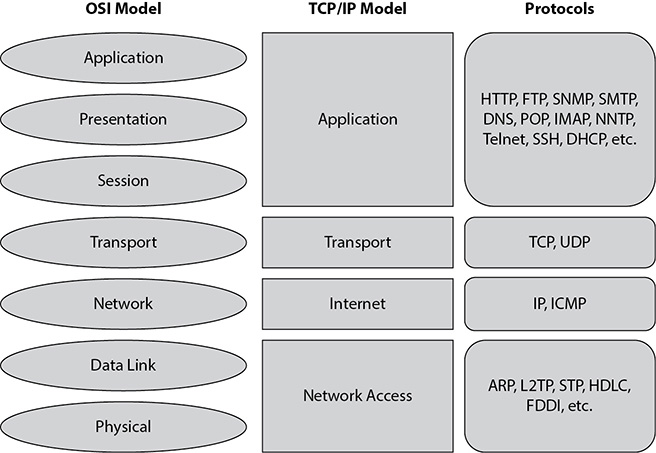 OSI Model
TCP/IP Model
Protocols
Application
Presentation
Session
Transport
Network
Data Link
Physical
Application
Transport
Internet
Network Access
HTTP, FTP, SNMP, SMTP,
DNS, POP, IMAP, NNTP,
Telnet, SSH, DHCP, etc.
TCP, UDP
IP, ICMP
ARP, L2TP, STP, HDLC,
FDDI, etc.